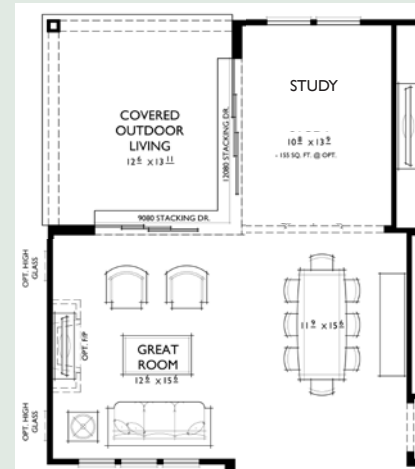 STUDY
10⁸ x 13⁹
- 155 SQ. FT. @ OPT.
COVERED
OUTDOOR
LIVING
12⁶ x 13¹¹
12080 STACKING DR.
9080 STACKING DR.
OPT. HIGH
GLASS
OPT. F/P
GREAT
ROOM
12⁶ x 15⁶
11⁹ x 15⁶
OPT. HIGH
GLASS